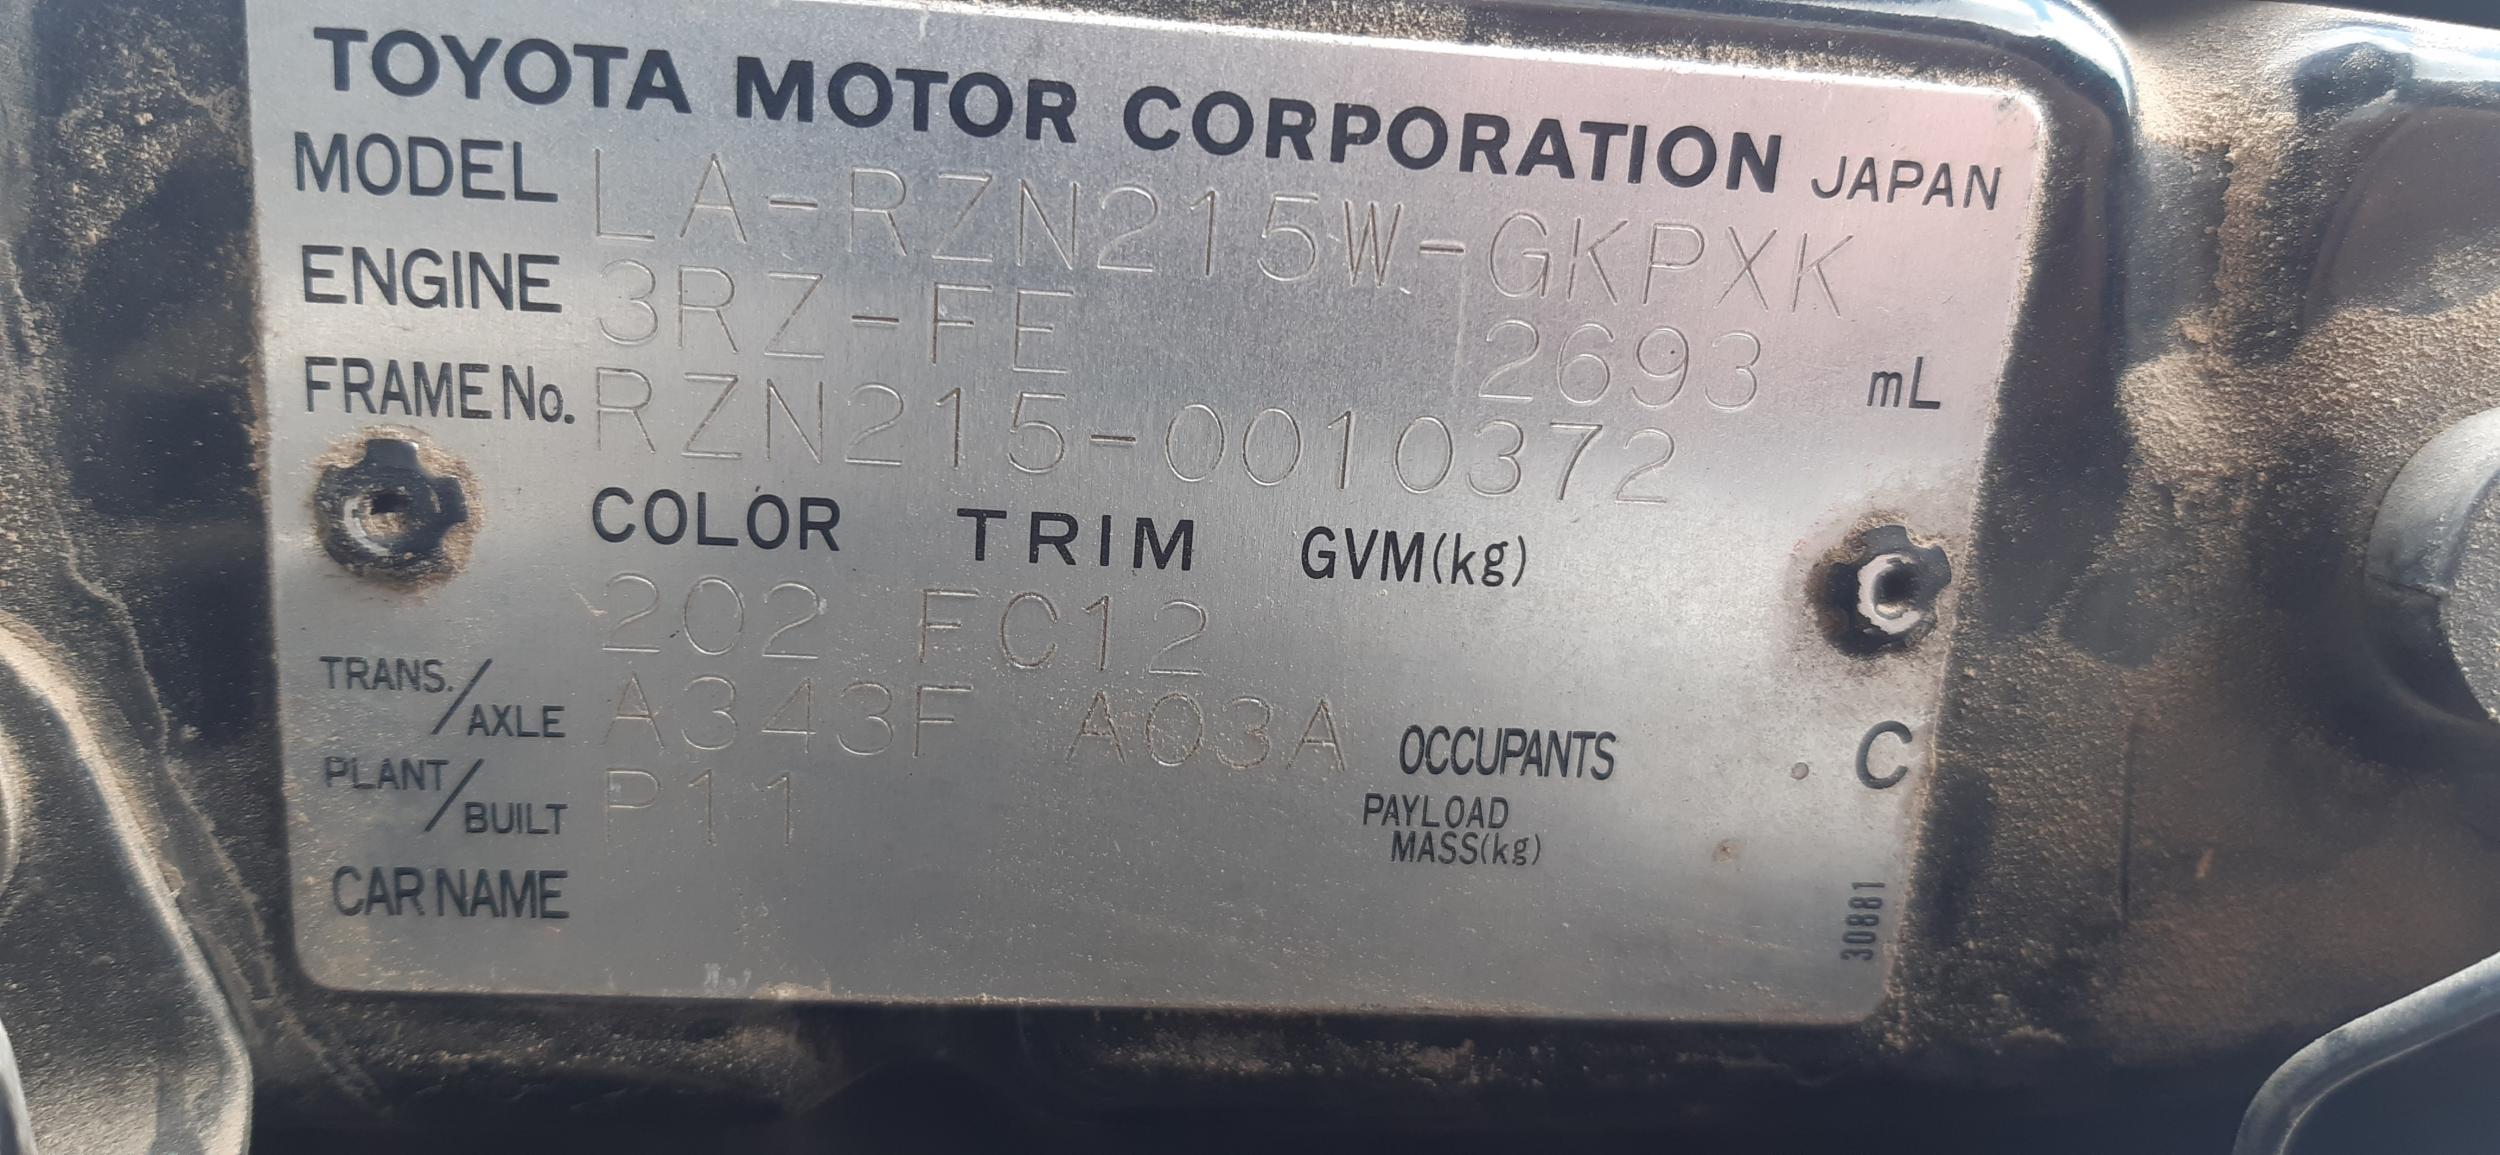 TOYOTA MOTOR CORPORATION JAPAN
MODEL LA-RZN215W-GKPXK
ENGINE 3RZ-FE 2693 mL
FRAME No. RZN215-0010372
COLOR TRIM GVM(kg)
202 FC12
TRANS./AXLE A343F A03A OCCUPANTS C
PLANT/BUILT P11 PAYLOAD MASS(kg)
CAR NAME
30881